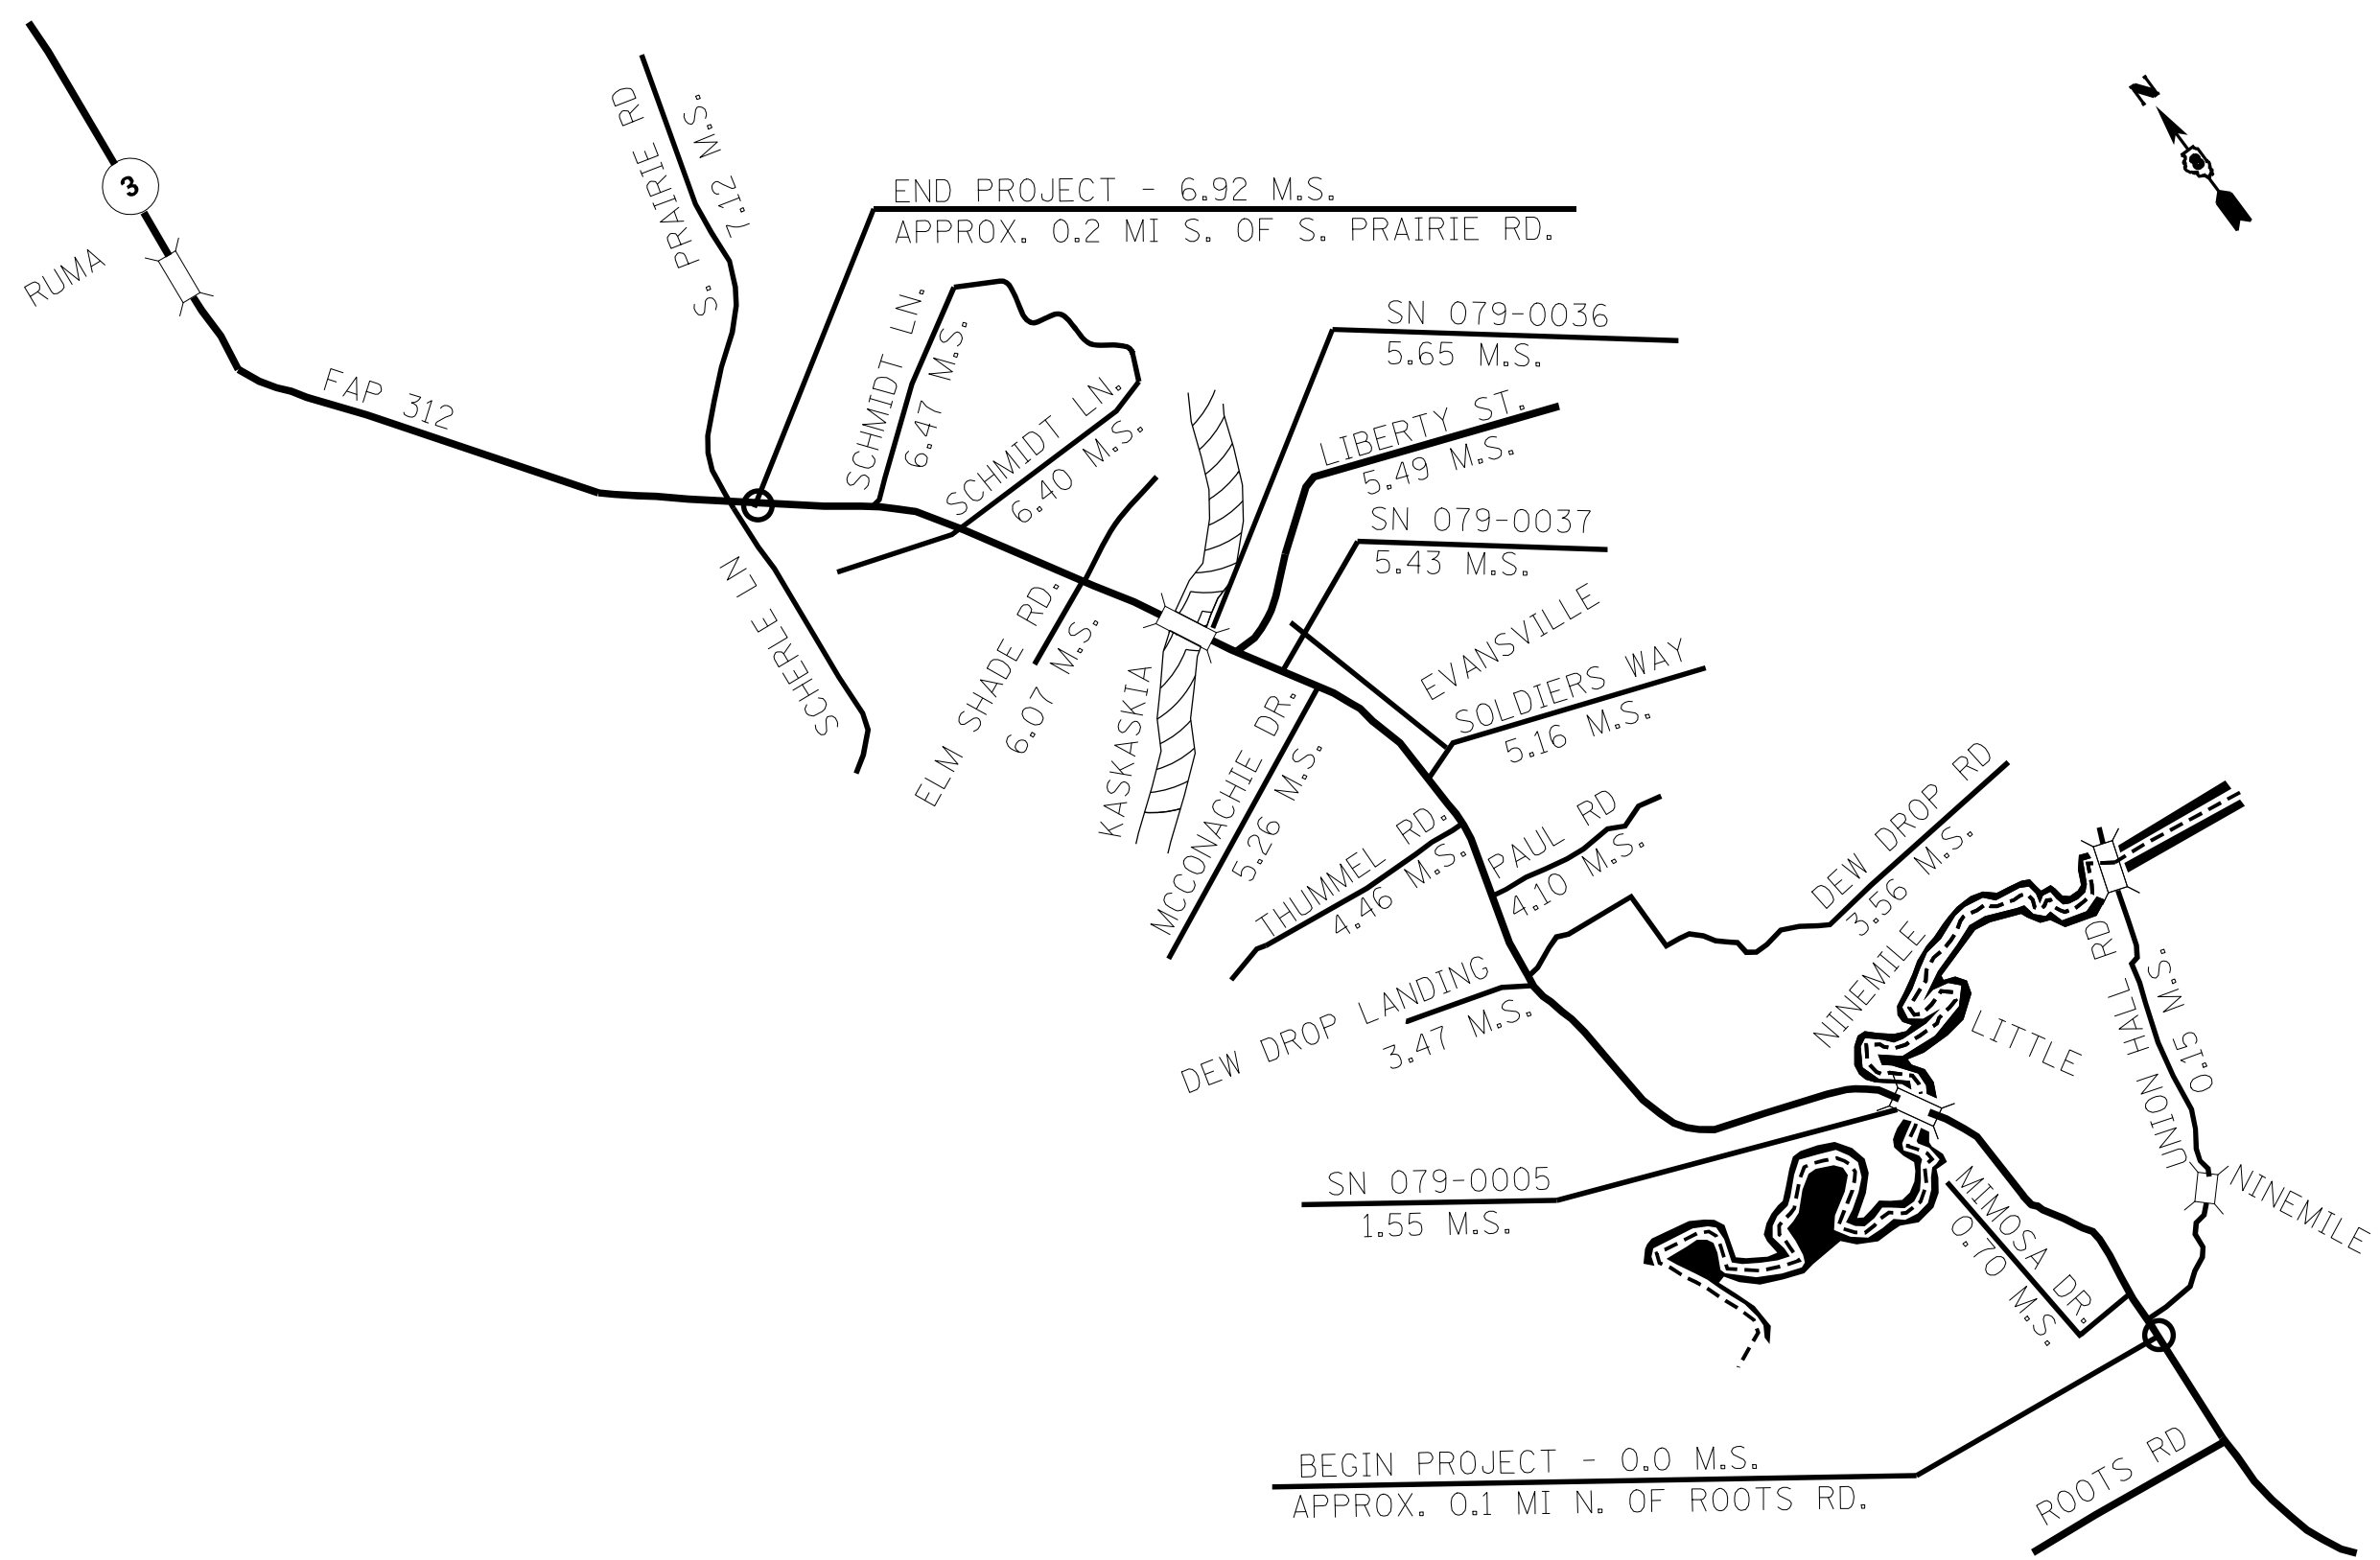 N
3
RUMA
FAP 312
S. PRAIRIE RD
7.12 M.S.
END PROJECT - 6.92 M.S.
APPROX. 0.2 MI S. OF S. PRAIRIE RD.
SCHMIDT LN.
6.47 M.S.
SCHMIDT LN.
6.40 M.S.
SN 079-0036
5.65 M.S.
LIBERTY ST.
5.49 M.S.
SN 079-0037
5.43 M.S.
SCHERLE LN
ELM SHADE RD.
6.07 M.S.
KASKASKIA
EVANSVILLE
SOLDIERS WAY
5.16 M.S.
MCCONACHIE DR.
5.26 M.S.
THUMMEL RD.
4.46 M.S.
PAUL RD
4.10 M.S.
DEW DROP RD
3.56 M.S.
DEW DROP LANDING
3.47 M.S.
NINEMILE
LITTLE
UNION HALL RD
0.15 M.S.
SN 079-0005
1.55 M.S.
MIMOSA DR.
0.70 M.S.
NINEMILE
BEGIN PROJECT - 0.0 M.S.
APPROX. 0.1 MI N. OF ROOTS RD.
ROOTS RD